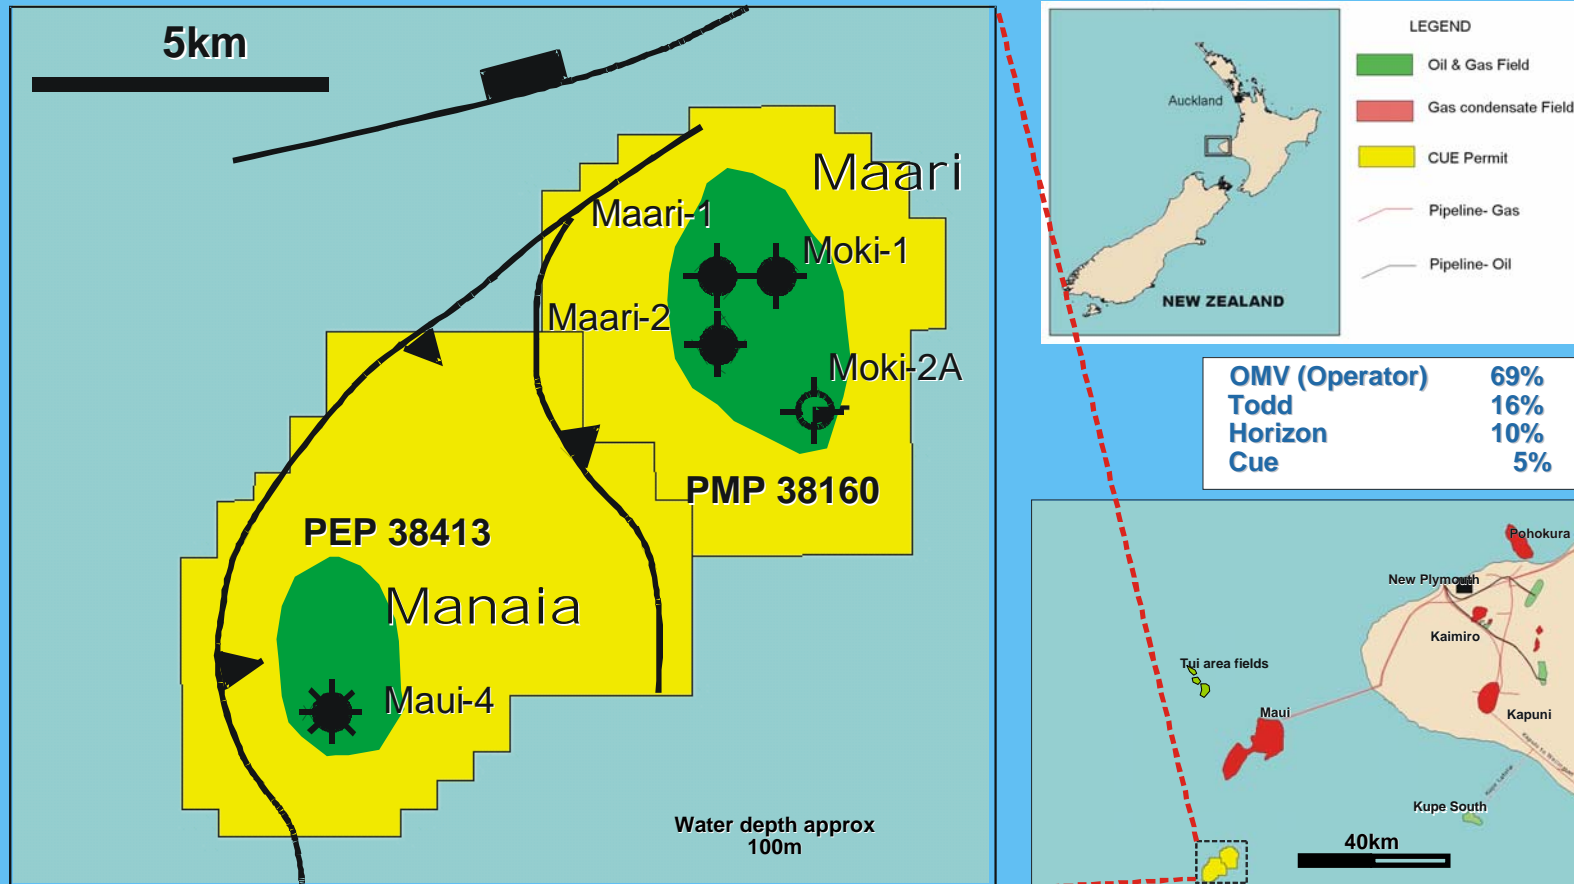 5km
Maari
Maari-1
Moki-1
Maari-2
Moki-2A
PMP 38160
PEP 38413
Manaia
Maui-4
Water depth approx
100m
Auckland
NEW ZEALAND
LEGEND
Oil & Gas Field
Gas condensate Field
CUE Permit
Pipeline- Gas
Pipeline- Oil
OMV (Operator) 69%
Todd 16%
Horizon 10%
Cue 5%
Pohokura
New Plymouth
Kaimiro
Tui area fields
Maui
Kapuni
Kupe South
40km